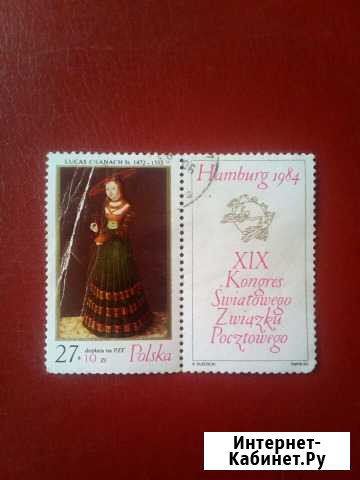 LUCAS CRANACH St. 1472 - 1553
27+10 Zł
dopłata na PZF
Polska
Hamburg 1984
XIX
Kongres
Światowego
Związku
Pocztowego
Интернет-
Кабинет.Ру